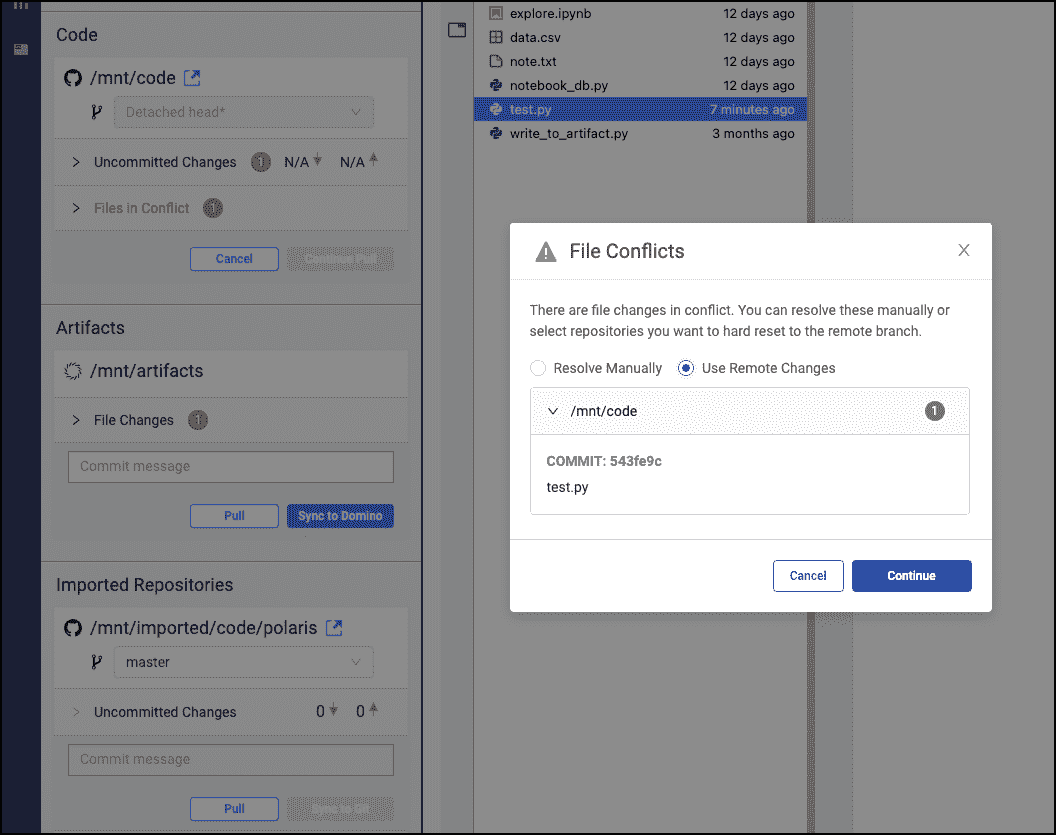 Code
/mnt/code
Detached head*
Uncommitted Changes 1 N/A N/A
Files in Conflict 1
Cancel Continue Pull
Artifacts
/mnt/artifacts
File Changes 1
Commit message
Pull Sync to Domino
Imported Repositories
/mnt/imported/code/polaris
master
Uncommitted Changes 0 0
Commit message
Pull Sync to Git
explore.ipynb 12 days ago
data.csv 12 days ago
note.txt 12 days ago
notebook_db.py 12 days ago
test.py 7 minutes ago
write_to_artifact.py 3 months ago
File Conflicts
There are file changes in conflict. You can resolve these manually or
select repositories you want to hard reset to the remote branch.
Resolve Manually Use Remote Changes
/mnt/code 1
COMMIT: 543fe9c
test.py
Cancel Continue